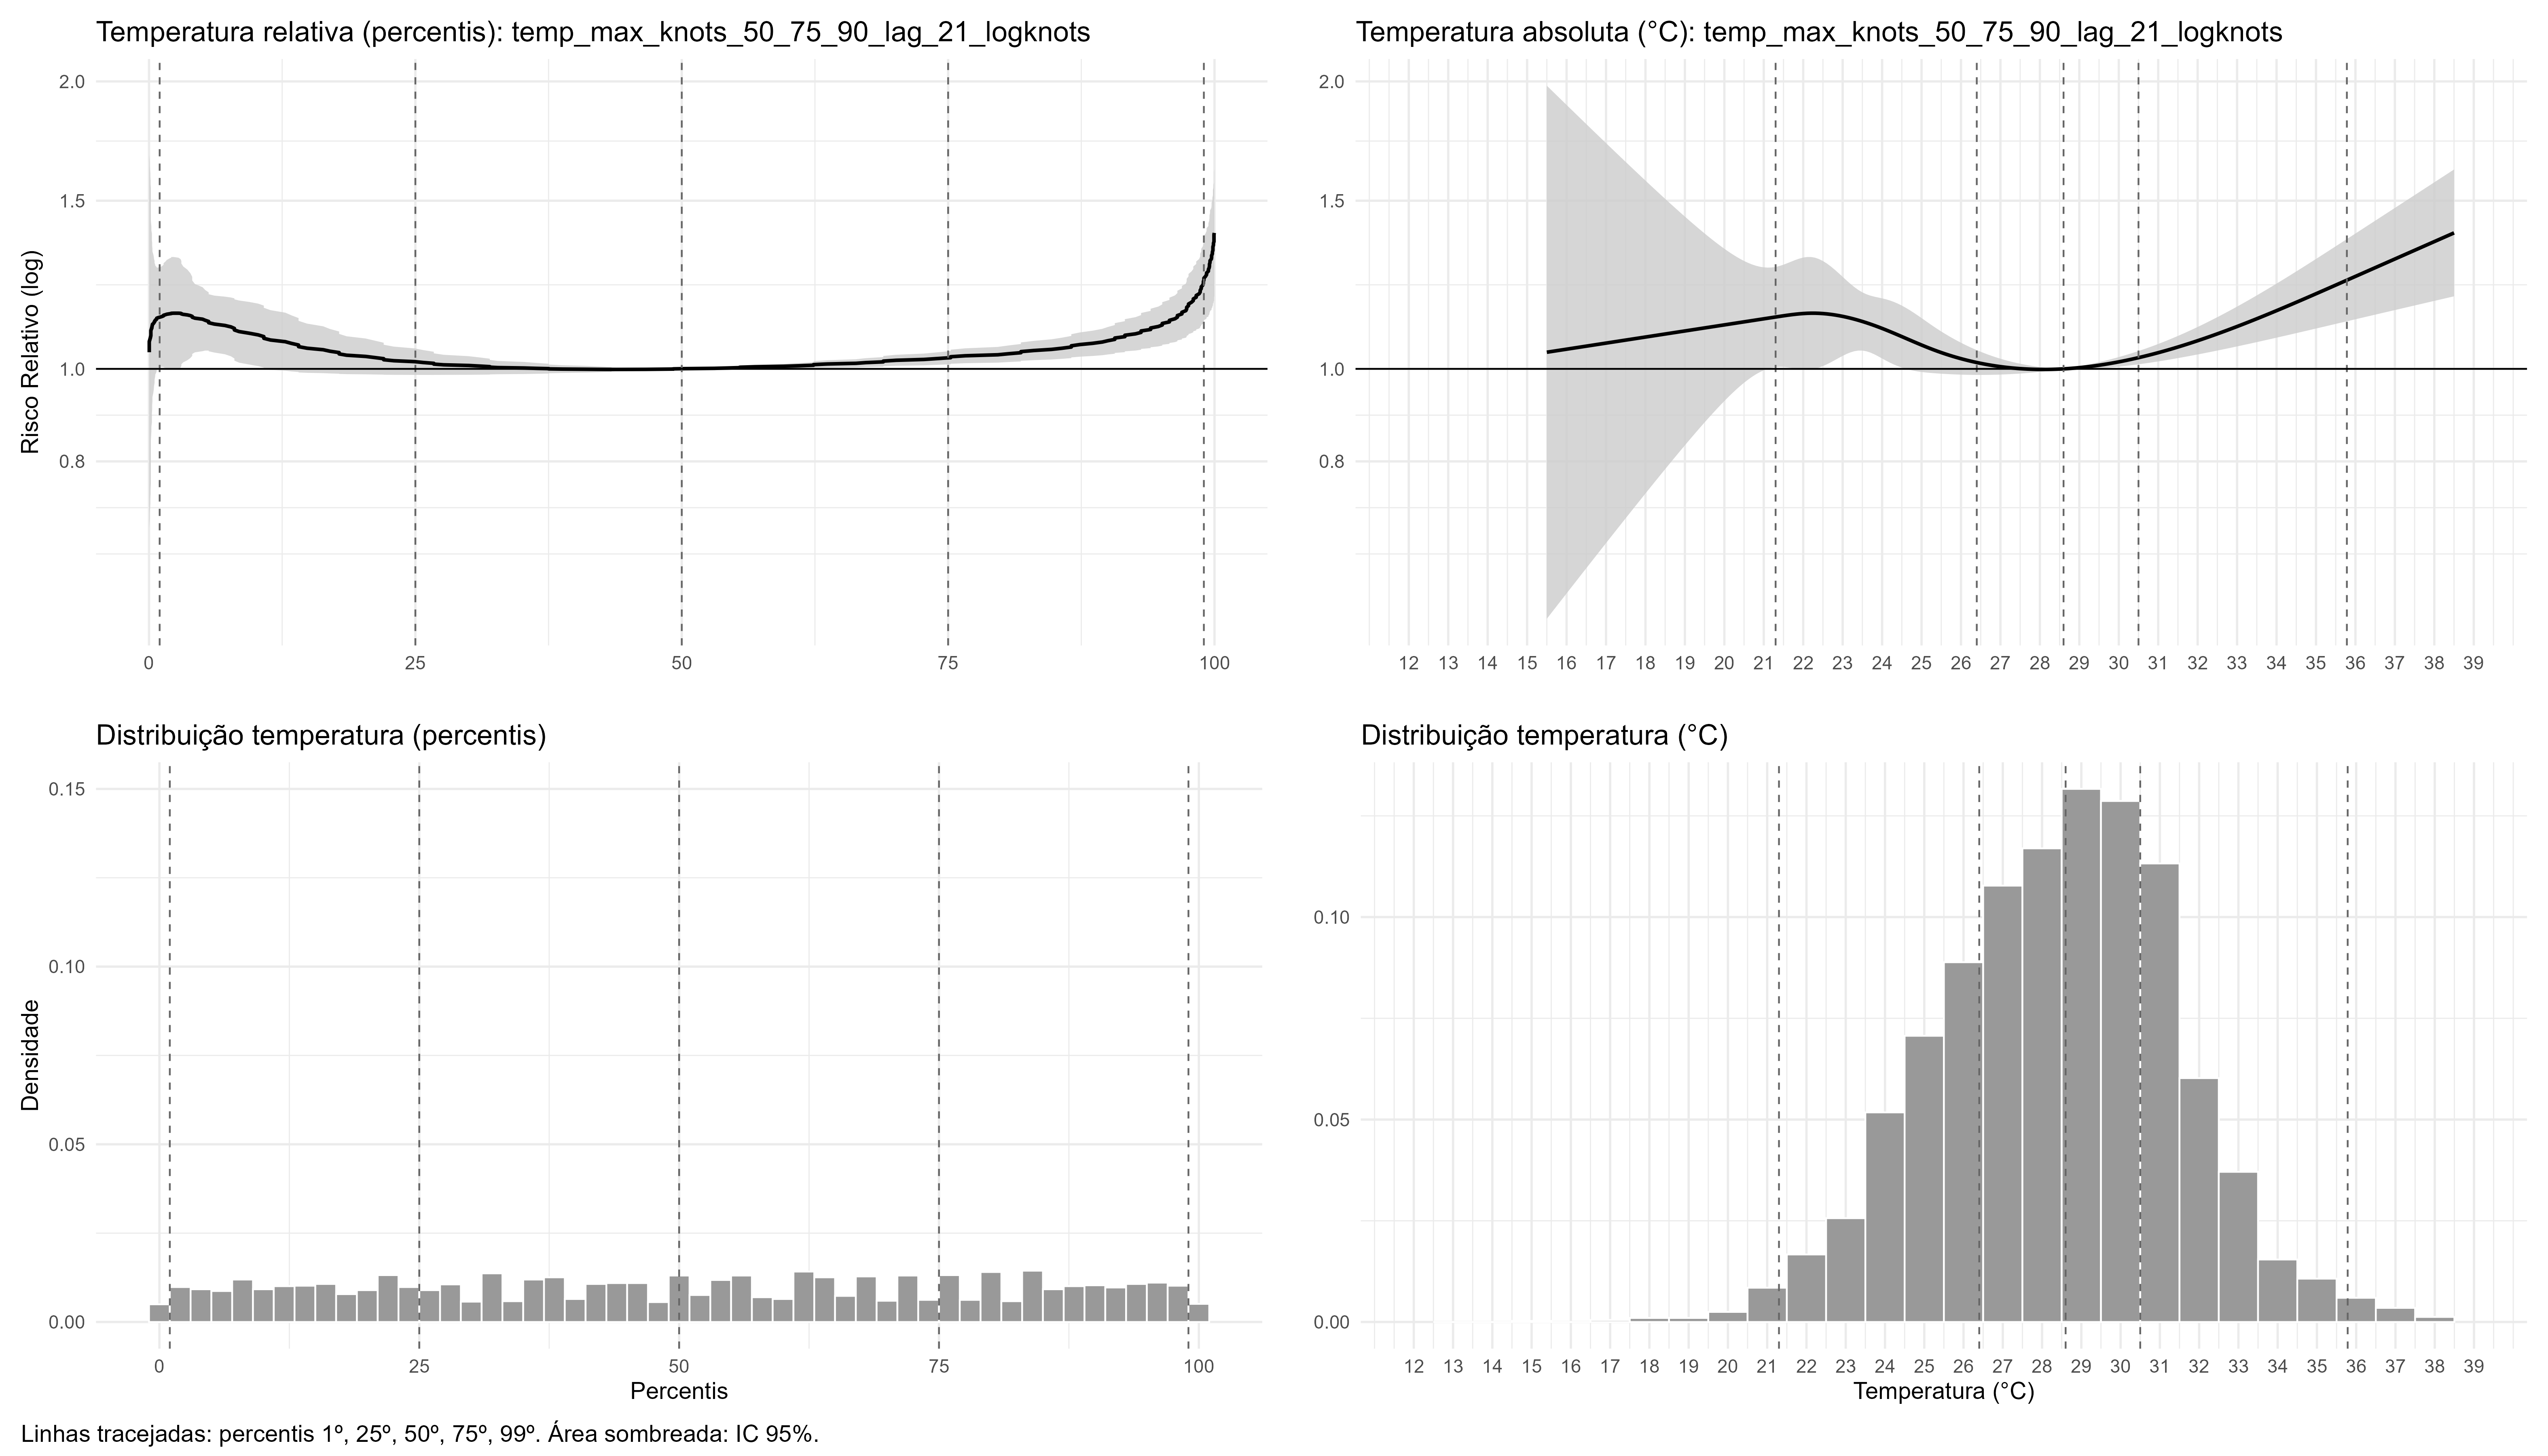 Temperatura relativa (percentis): temp_max_knots_50_75_90_lag_21_logknots
Risco Relativo (log)
2.0
1.5
1.0
0.8
0 25 50 75 100
Temperatura absoluta (°C): temp_max_knots_50_75_90_lag_21_logknots
2.0
1.5
1.0
0.8
12 13 14 15 16 17 18 19 20 21 22 23 24 25 26 27 28 29 30 31 32 33 34 35 36 37 38 39
Distribuição temperatura (percentis)
Densidade
0.15
0.10
0.05
0.00
0 25 50 75 100
Percentis
Distribuição temperatura (°C)
0.10
0.05
0.00
12 13 14 15 16 17 18 19 20 21 22 23 24 25 26 27 28 29 30 31 32 33 34 35 36 37 38 39
Temperatura (°C)
Linhas tracejadas: percentis 1º, 25º, 50º, 75º, 99º. Área sombreada: IC 95%.